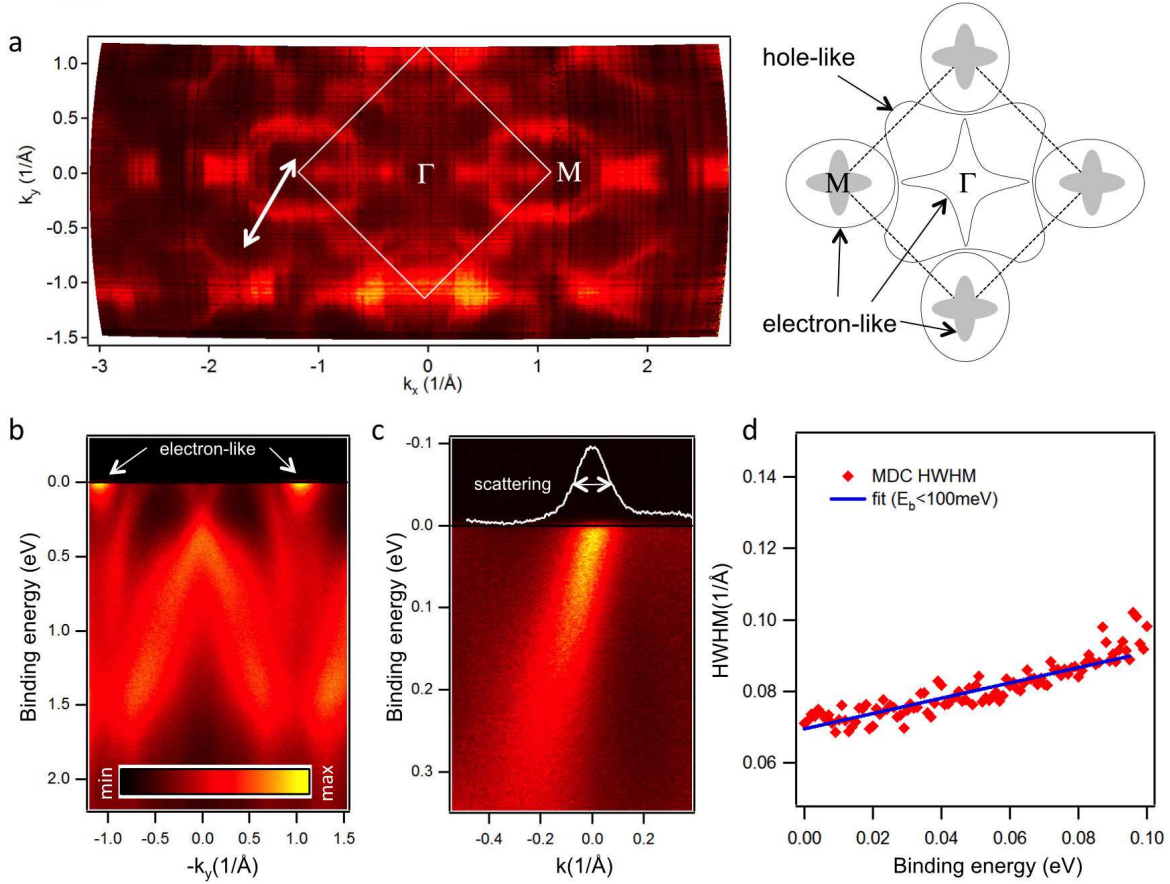 a
1.0
0.5
0.0
-0.5
-1.0
-1.5
k_y (1/Å)
Γ
M
-3
-2
-1
0
1
2
k_x (1/Å)
hole-like
M
Γ
electron-like
b
electron-like
0.0
0.5
1.0
1.5
2.0
Binding energy (eV)
min
max
-1.0
-0.5
0.0
0.5
1.0
1.5
-k_y(1/Å)
c
scattering
-0.1
0.0
0.1
0.2
0.3
Binding energy (eV)
-0.4
-0.2
0.0
0.2
k(1/Å)
d
MDC HWHM
fit (E_b<100meV)
0.14
0.12
0.10
0.08
0.06
HWHM(1/Å)
0.00
0.02
0.04
0.06
0.08
0.10
Binding energy (eV)